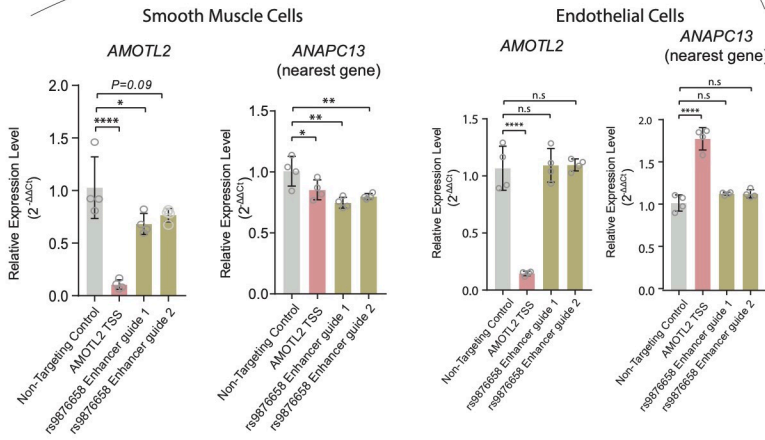 Smooth Muscle Cells
Endothelial Cells
AMOTL2
ANAPC13
(nearest gene)
AMOTL2
ANAPC13
(nearest gene)
Relative Expression Level
(2-ΔΔCt)
2.0
1.5
1.0
0.5
0.0
P=0.09
*
****
Non-Targeting Control
AMOTL2 TSS
rs9876658 Enhancer guide 1
rs9876658 Enhancer guide 2
Relative Expression Level
(2-ΔΔCt)
1.5
1.0
0.5
0.0
**
**
*
Non-Targeting Control
AMOTL2 TSS
rs9876658 Enhancer guide 1
rs9876658 Enhancer guide 2
Relative Expression Level
(2-ΔΔCt)
1.5
1.0
0.5
0.0
n.s
n.s
****
Non-Targeting Control
AMOTL2 TSS
rs9876658 Enhancer guide 1
rs9876658 Enhancer guide 2
Relative Expression Level
(2-ΔΔCt)
2.0
1.5
1.0
0.5
0.0
n.s
n.s
****
Non-Targeting Control
AMOTL2 TSS
rs9876658 Enhancer guide 1
rs9876658 Enhancer guide 2